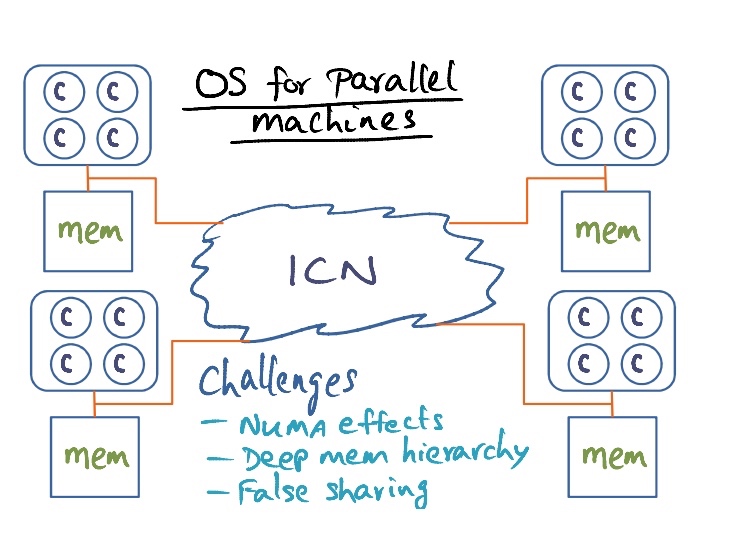 OS for Parallel
machines
C C
C C
mem
C C
C C
mem
ICN
C C
C C
mem
C C
C C
mem
Challenges
- NUMA effects
- Deep mem hierarchy
- False sharing